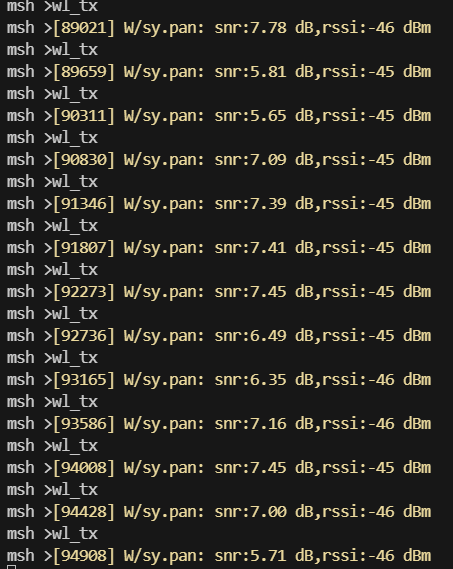 msh >wl_tx
msh >[89021] W/sy.pan: snr:7.78 dB,rssi:-46 dBm
msh >wl_tx
msh >[89659] W/sy.pan: snr:5.81 dB,rssi:-45 dBm
msh >wl_tx
msh >[90311] W/sy.pan: snr:5.65 dB,rssi:-45 dBm
msh >wl_tx
msh >[90830] W/sy.pan: snr:7.09 dB,rssi:-45 dBm
msh >wl_tx
msh >[91346] W/sy.pan: snr:7.39 dB,rssi:-45 dBm
msh >wl_tx
msh >[91807] W/sy.pan: snr:7.41 dB,rssi:-45 dBm
msh >wl_tx
msh >[92273] W/sy.pan: snr:7.45 dB,rssi:-45 dBm
msh >wl_tx
msh >[92736] W/sy.pan: snr:6.49 dB,rssi:-45 dBm
msh >wl_tx
msh >[93165] W/sy.pan: snr:6.35 dB,rssi:-46 dBm
msh >wl_tx
msh >[93586] W/sy.pan: snr:7.16 dB,rssi:-46 dBm
msh >wl_tx
msh >[94008] W/sy.pan: snr:7.45 dB,rssi:-45 dBm
msh >wl_tx
msh >[94428] W/sy.pan: snr:7.00 dB,rssi:-46 dBm
msh >wl_tx
msh >[94908] W/sy.pan: snr:5.71 dB,rssi:-46 dBm